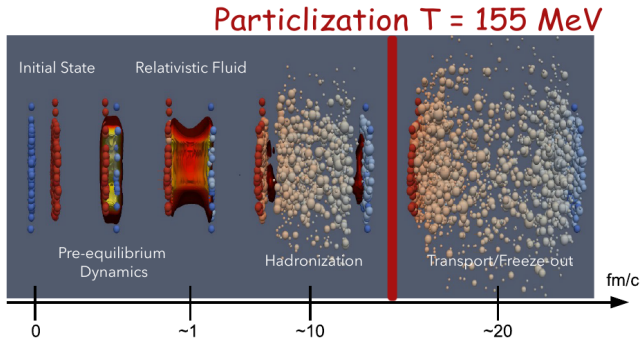 Particlization T = 155 MeV
Initial State
Relativistic Fluid
Pre-equilibrium
Dynamics
Hadronization
Transport/Freeze-out
fm/c
0
~1
~10
~20